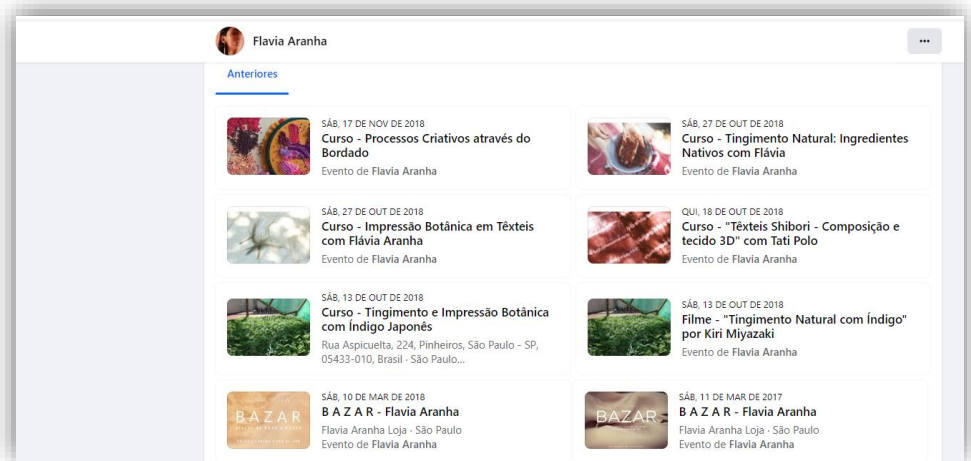 Flavia Aranha
Anteriores
SÁB, 17 DE NOV DE 2018
Curso - Processos Criativos através do
Bordado
Evento de Flavia Aranha
SÁB, 27 DE OUT DE 2018
Curso - Tingimento Natural: Ingredientes
Nativos com Flávia
Evento de Flavia Aranha
SÁB, 27 DE OUT DE 2018
Curso - Impressão Botânica em Têxteis
com Flávia Aranha
Evento de Flavia Aranha
QUI, 18 DE OUT DE 2018
Curso - "Têxteis Shibori - Composição e
tecido 3D" com Tati Polo
Evento de Flavia Aranha
SÁB, 13 DE OUT DE 2018
Curso - Tingimento e Impressão Botânica
com Índigo Japonês
Rua Aspicuelta, 224, Pinheiros, São Paulo - SP,
05433-010, Brasil · São Paulo...
SÁB, 13 DE OUT DE 2018
Filme - "Tingimento Natural com Índigo"
por Kiri Miyazaki
Evento de Flavia Aranha
BAZAR
SÁB, 10 DE MAR DE 2018
B A Z A R - Flavia Aranha
Flavia Aranha Loja · São Paulo
Evento de Flavia Aranha
BAZAR
SÁB, 11 DE MAR DE 2017
B A Z A R - Flavia Aranha
Flavia Aranha Loja · São Paulo
Evento de Flavia Aranha